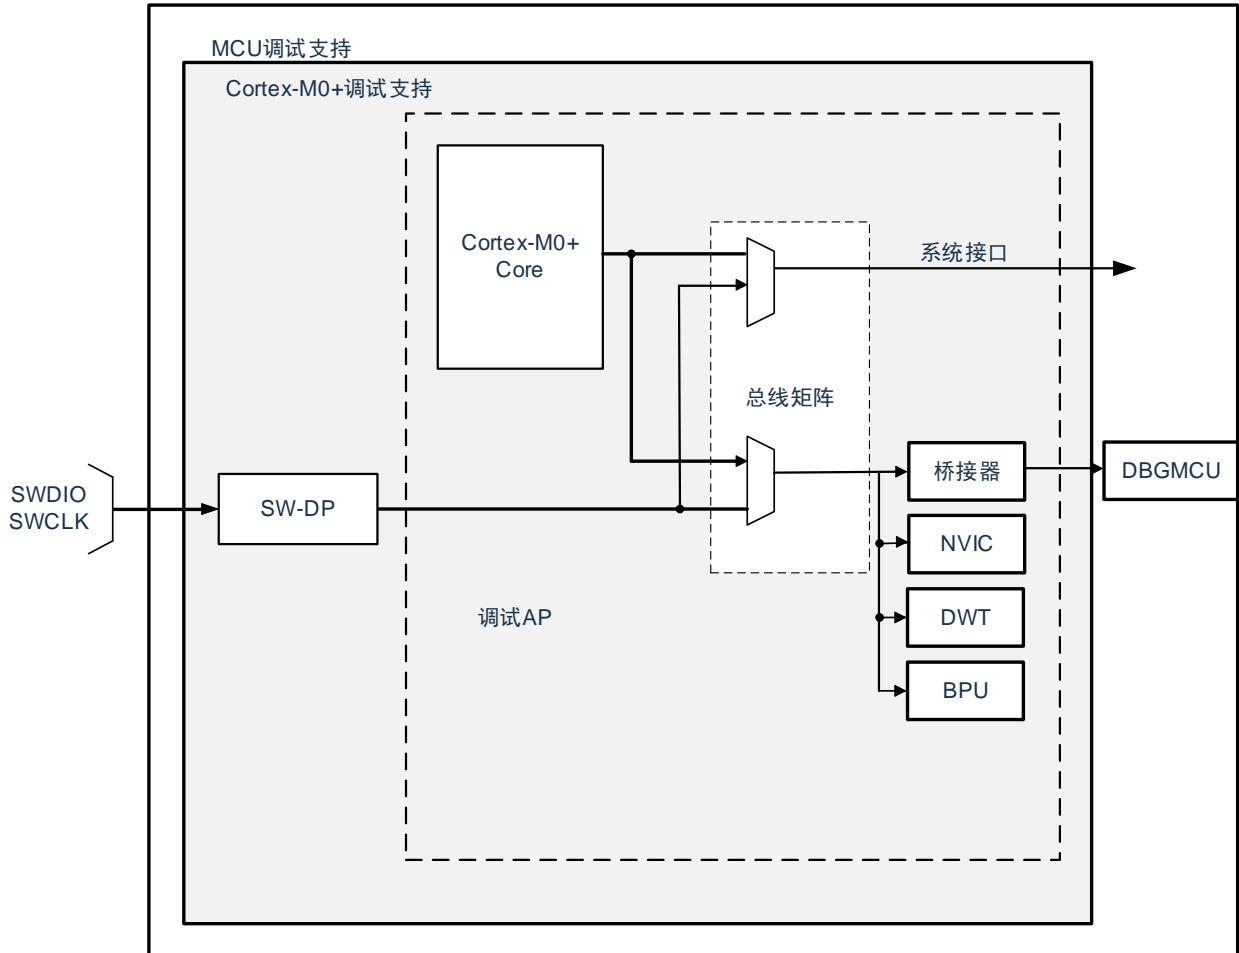 MCU调试支持
Cortex-M0+调试支持
Cortex-M0+
Core
系统接口
总线矩阵
桥接器
DBGMCU
SWDIO
SWCLK
SW-DP
NVIC
调试AP
DWT
BPU